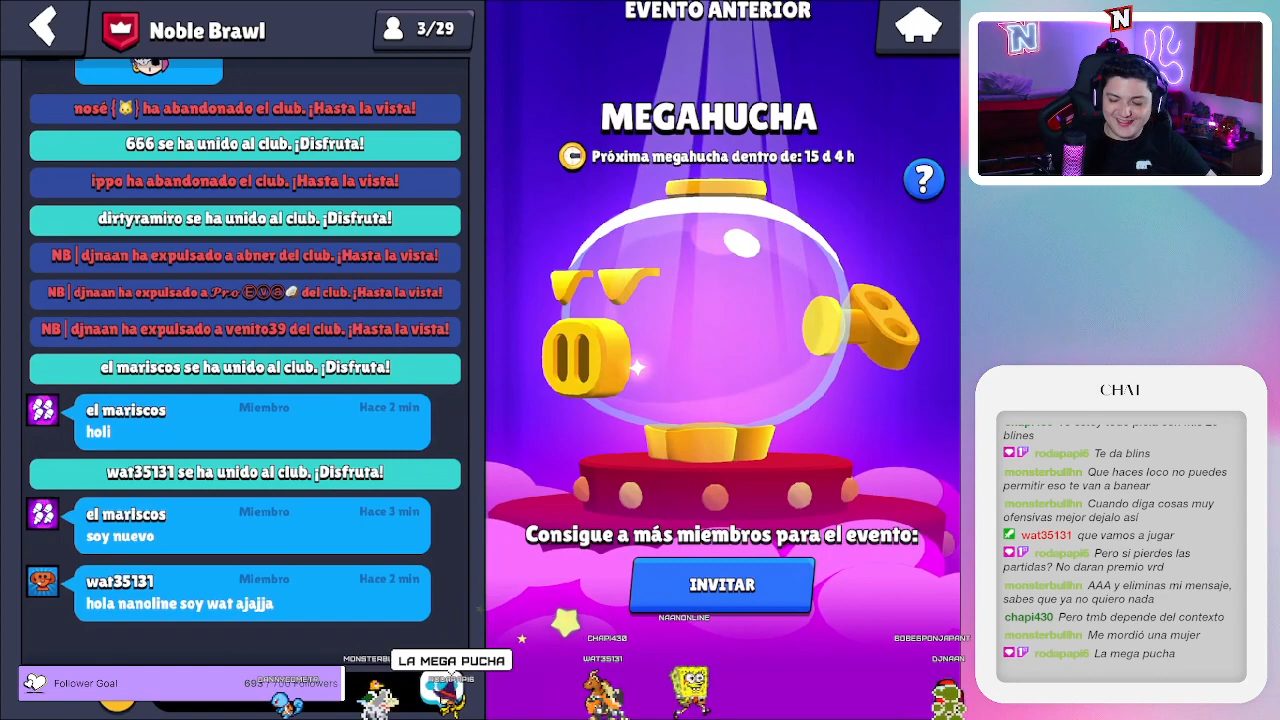 Noble Brawl
3/29
nosé {🐱} ha abandonado el club. ¡Hasta la vista!
666 se ha unido al club. ¡Disfruta!
ippo ha abandonado el club. ¡Hasta la vista!
dirtyramiro se ha unido al club. ¡Disfruta!
NB | djnaan ha expulsado a abner del club. ¡Hasta la vista!
NB | djnaan ha expulsado a 𝒫𝓇ℴ Ⓔⓥⓐ🥏 del club. ¡Hasta la vista!
NB | djnaan ha expulsado a venito39 del club. ¡Hasta la vista!
el mariscos se ha unido al club. ¡Disfruta!
el mariscos Miembro Hace 2 min
holi
wat35131 se ha unido al club. ¡Disfruta!
el mariscos Miembro Hace 3 min
soy nuevo
wat35131 Miembro Hace 2 min
hola nanoline soy wat ajajja
Follower Goal
LA MEGA PUCHA
EVENTO ANTERIOR
MEGAHUCHA
Próxima megahucha dentro de: 15 d 4 h
?
Consigue a más miembros para el evento:
INVITAR
NAANONLINE
CHAPI430
WAT35131
BOBESPONJAPANT
DJNAAN
N
N
CHAT
blines
rodapapi6 Te da blins
monsterbullhn Que haces loco no puedes
permitir eso te van a banear
monsterbullhn Cuando diga cosas muy
ofensivas mejor dejalo así
wat35131 que vamos a jugar
rodapapi6 Pero si pierdes las
partidas? No daran premio vrd
monsterbullhn AAA y eliminas mi mensaje,
sabes que ya no quiero nada
chapi430 Pero tmb depende del contexto
monsterbullhn Me mordió una mujer
rodapapi6 La mega pucha